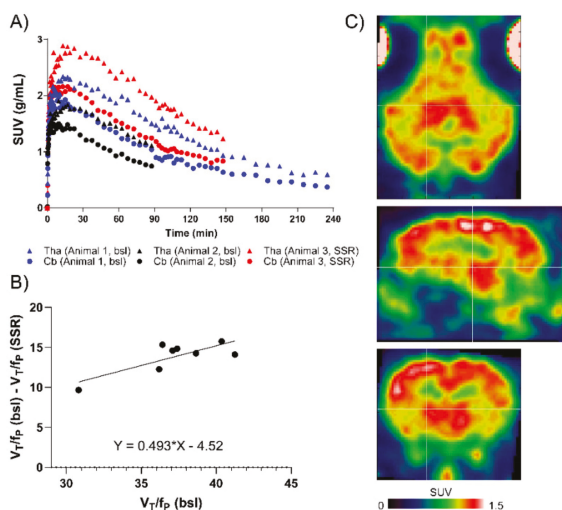 A)
SUV (g/mL)
3
2
1
0
0 30 60 90 120 150 180 210 240
Time (min)
Tha (Animal 1, bsl) Tha (Animal 2, bsl) Tha (Animal 3, SSR)
Cb (Animal 1, bsl) Cb (Animal 2, bsl) Cb (Animal 3, SSR)
B)
V_T/f_P (bsl) - V_T/f_P (SSR)
20
15
10
5
0
Y = 0.493*X - 4.52
30 35 40 45
V_T/f_P (bsl)
C)
SUV
0 1.5